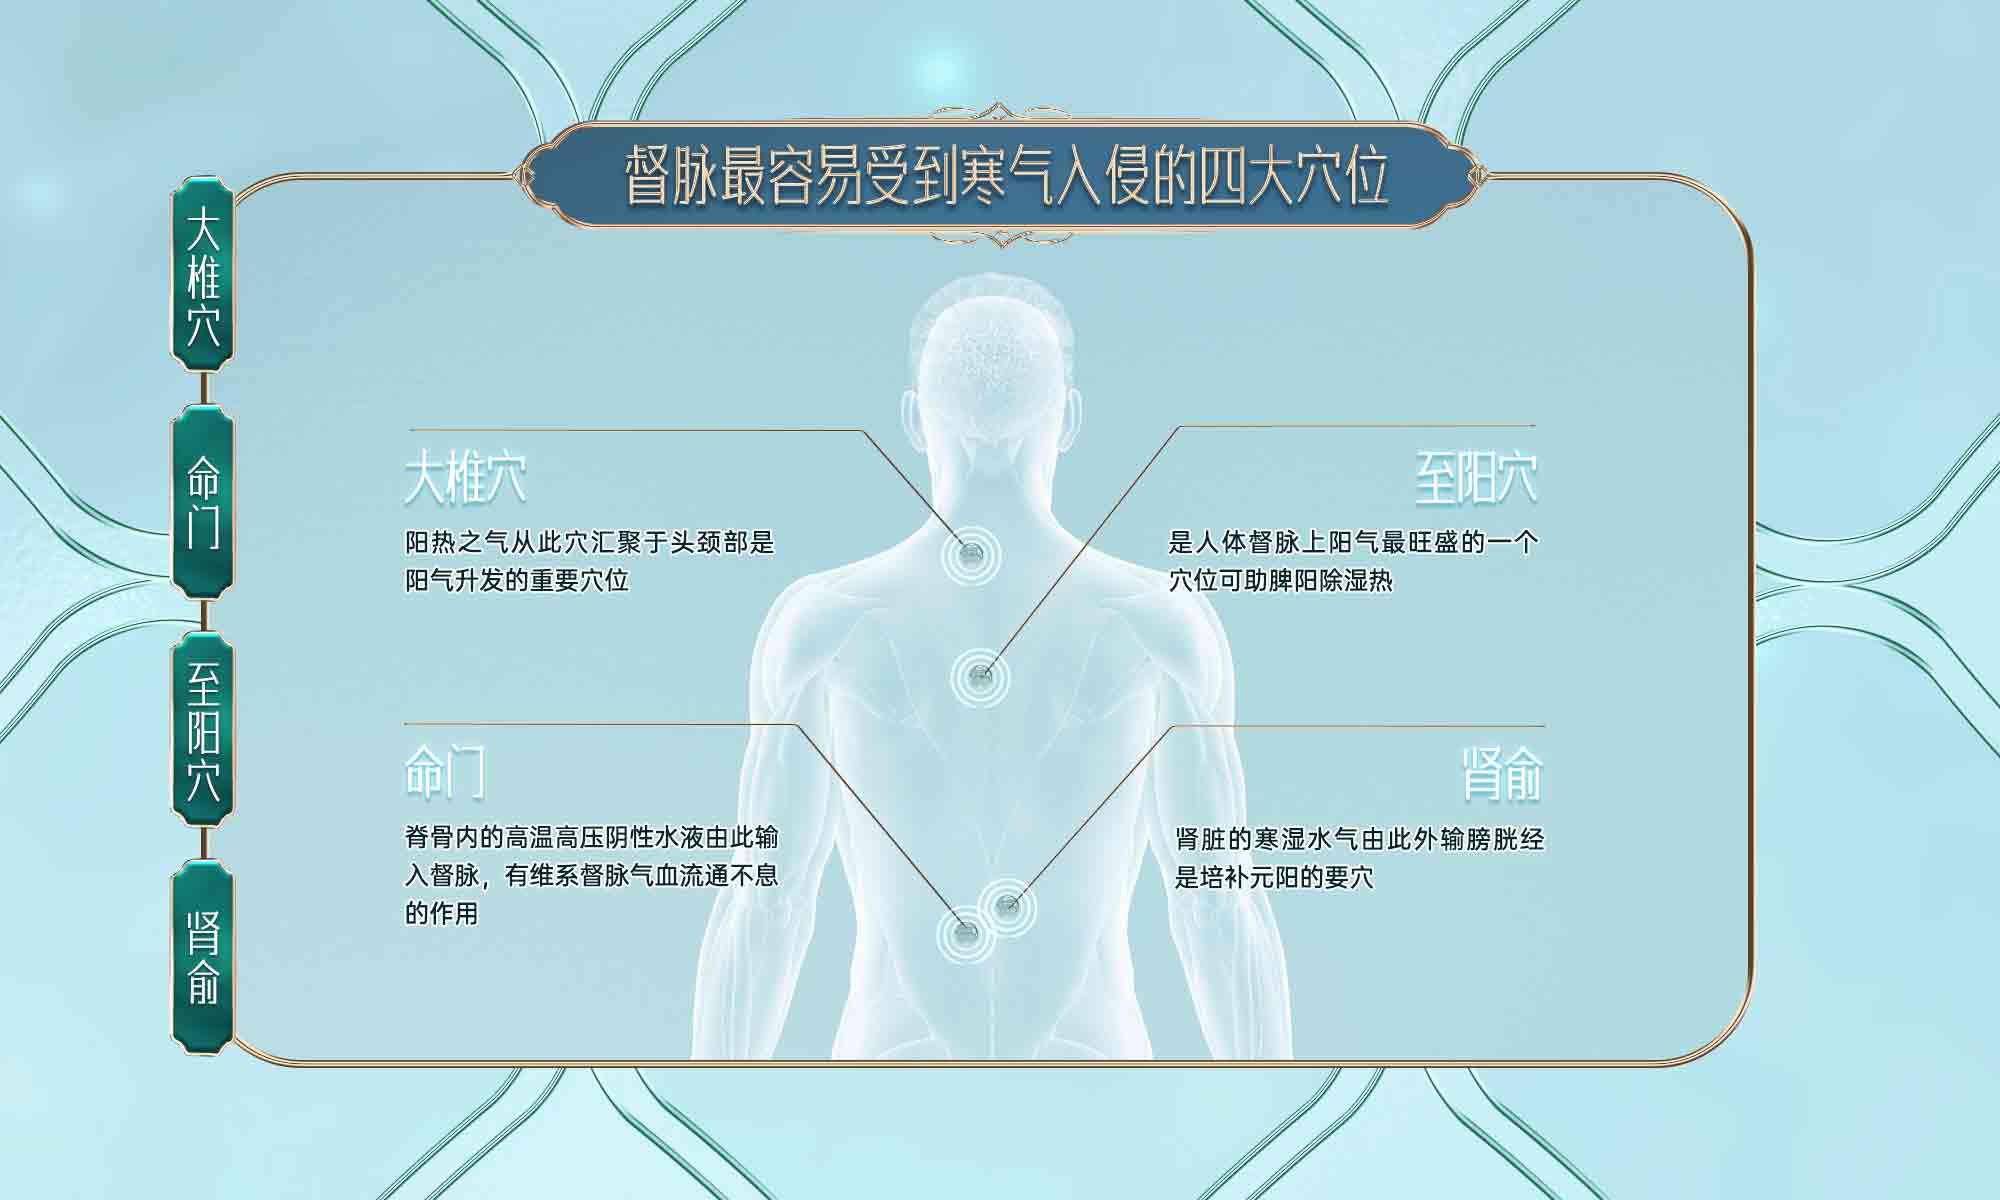 督脉最容易受到寒气入侵的四大穴位
大椎穴
命门
至阳穴
肾俞
大椎穴
阳热之气从此穴汇聚于头颈部是
阳气升发的重要穴位
至阳穴
是人体督脉上阳气最旺盛的一个
穴位可助脾阳除湿热
命门
脊骨内的高温高压阴性水液由此输
入督脉，有维系督脉气血流通不息
的作用
肾俞
肾脏的寒湿水气由此外输膀胱经
是培补元阳的要穴